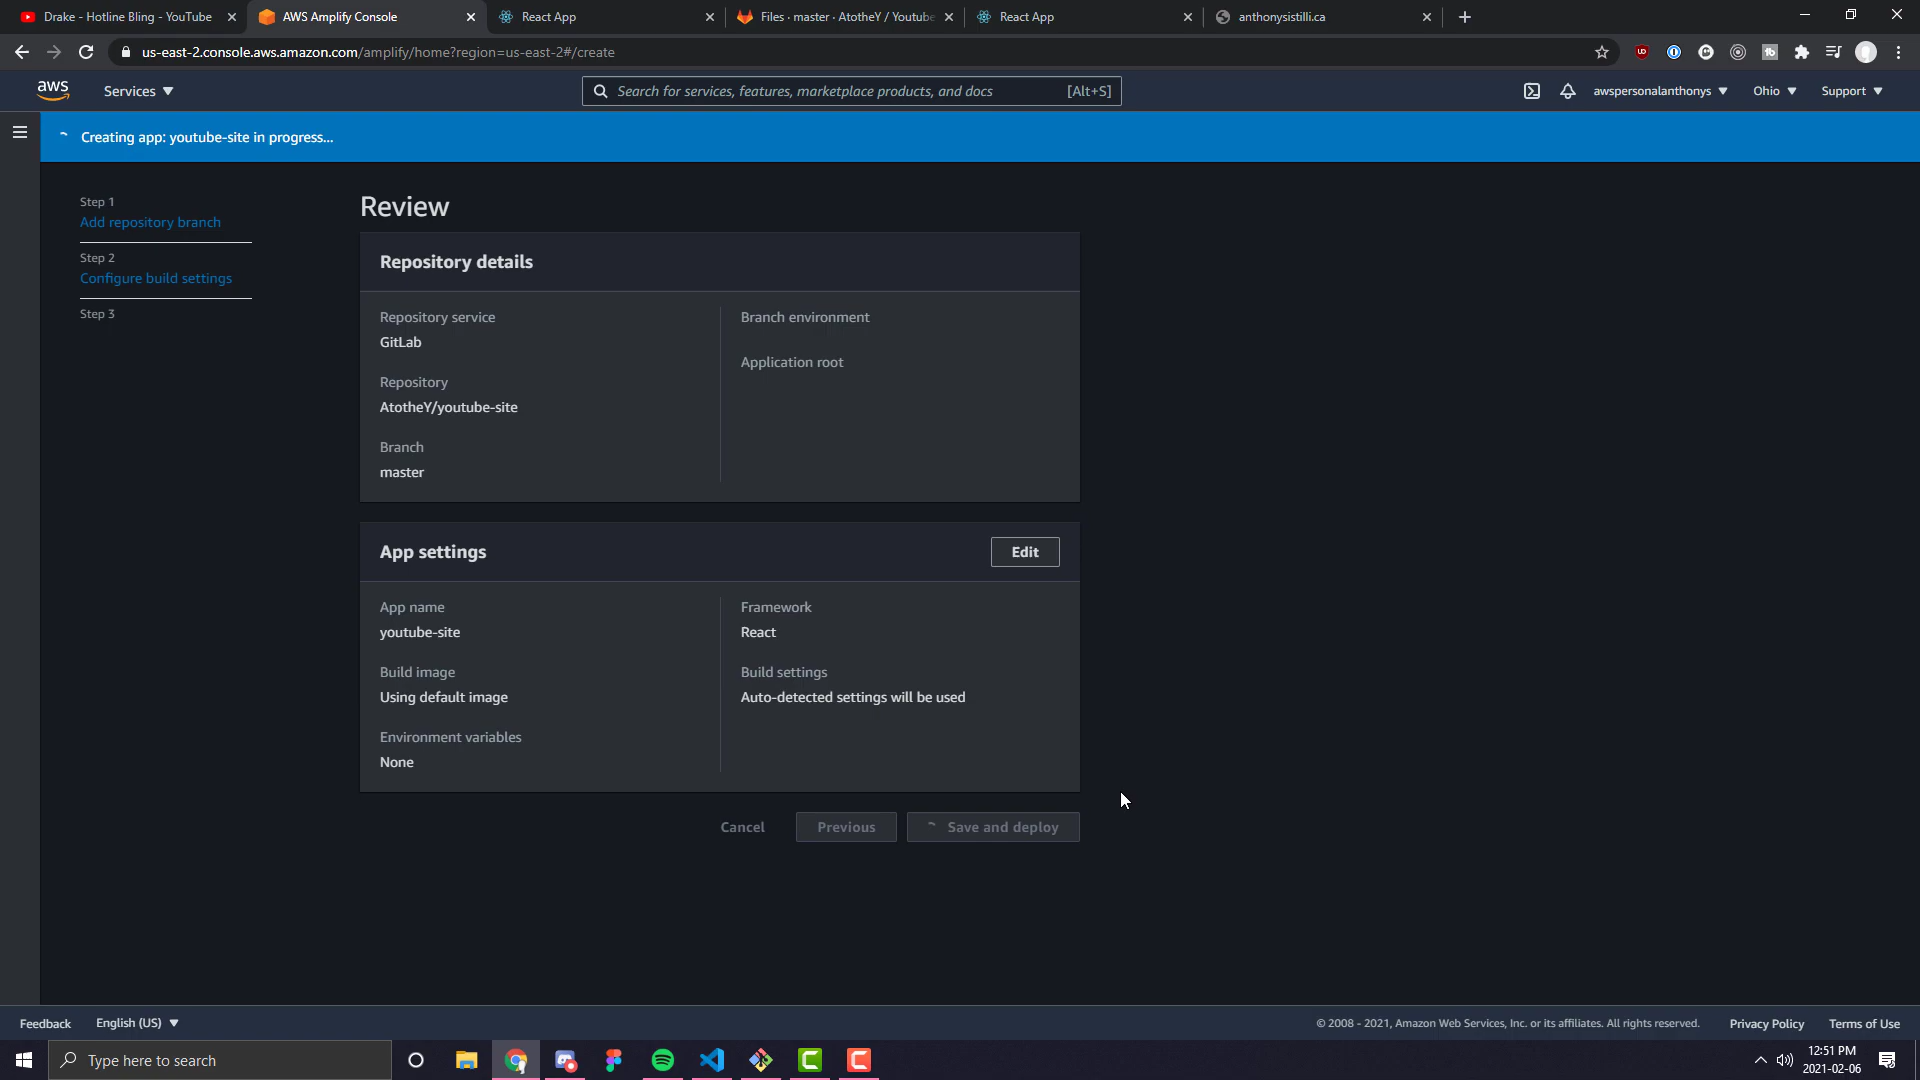 Drake - Hotline Bling - YouTube
AWS Amplify Console
React App
Files · master · AtotheY / Youtube
React App
anthonysistilli.ca
us-east-2.console.aws.amazon.com/amplify/home?region=us-east-2#/create
aws
Services
Search for services, features, marketplace products, and docs
[Alt+S]
awspersonalanthonys
Ohio
Support
Creating app: youtube-site in progress...
Step 1
Add repository branch
Step 2
Configure build settings
Step 3
Review
Repository details
Repository service
GitLab
Repository
AtotheY/youtube-site
Branch
master
Branch environment
Application root
App settings
Edit
App name
youtube-site
Build image
Using default image
Environment variables
None
Framework
React
Build settings
Auto-detected settings will be used
Cancel
Previous
Save and deploy
Feedback
English (US)
© 2008 - 2021, Amazon Web Services, Inc. or its affiliates. All rights reserved.
Privacy Policy
Terms of Use
Type here to search
12:51 PM
2021-02-06